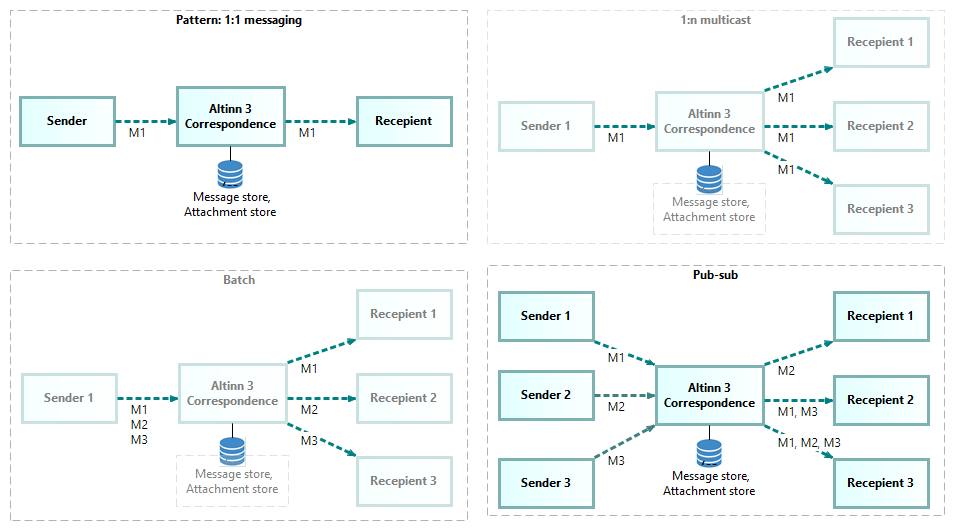 Pattern: 1:1 messaging
Sender
M1
Altinn 3
Correspondence
M1
Recepient
Message store,
Attachment store
1:n multicast
Sender 1
M1
Altinn 3
Correspondence
M1
M1
M1
Recepient 1
Recepient 2
Recepient 3
Message store,
Attachment store
Batch
Sender 1
M1
M2
M3
Altinn 3
Correspondence
M1
M2
M3
Recepient 1
Recepient 2
Recepient 3
Message store,
Attachment store
Pub-sub
Sender 1
Sender 2
Sender 3
M1
M2
M3
Altinn 3
Correspondence
M2
M1, M3
M1, M2, M3
Recepient 1
Recepient 2
Recepient 3
Message store,
Attachment store